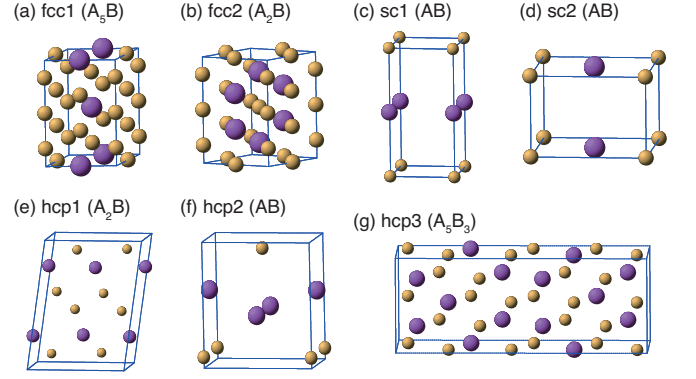 (a) fcc1 (A₅B)
(b) fcc2 (A₂B)
(c) sc1 (AB)
(d) sc2 (AB)
(e) hcp1 (A₂B)
(f) hcp2 (AB)
(g) hcp3 (A₅B₃)